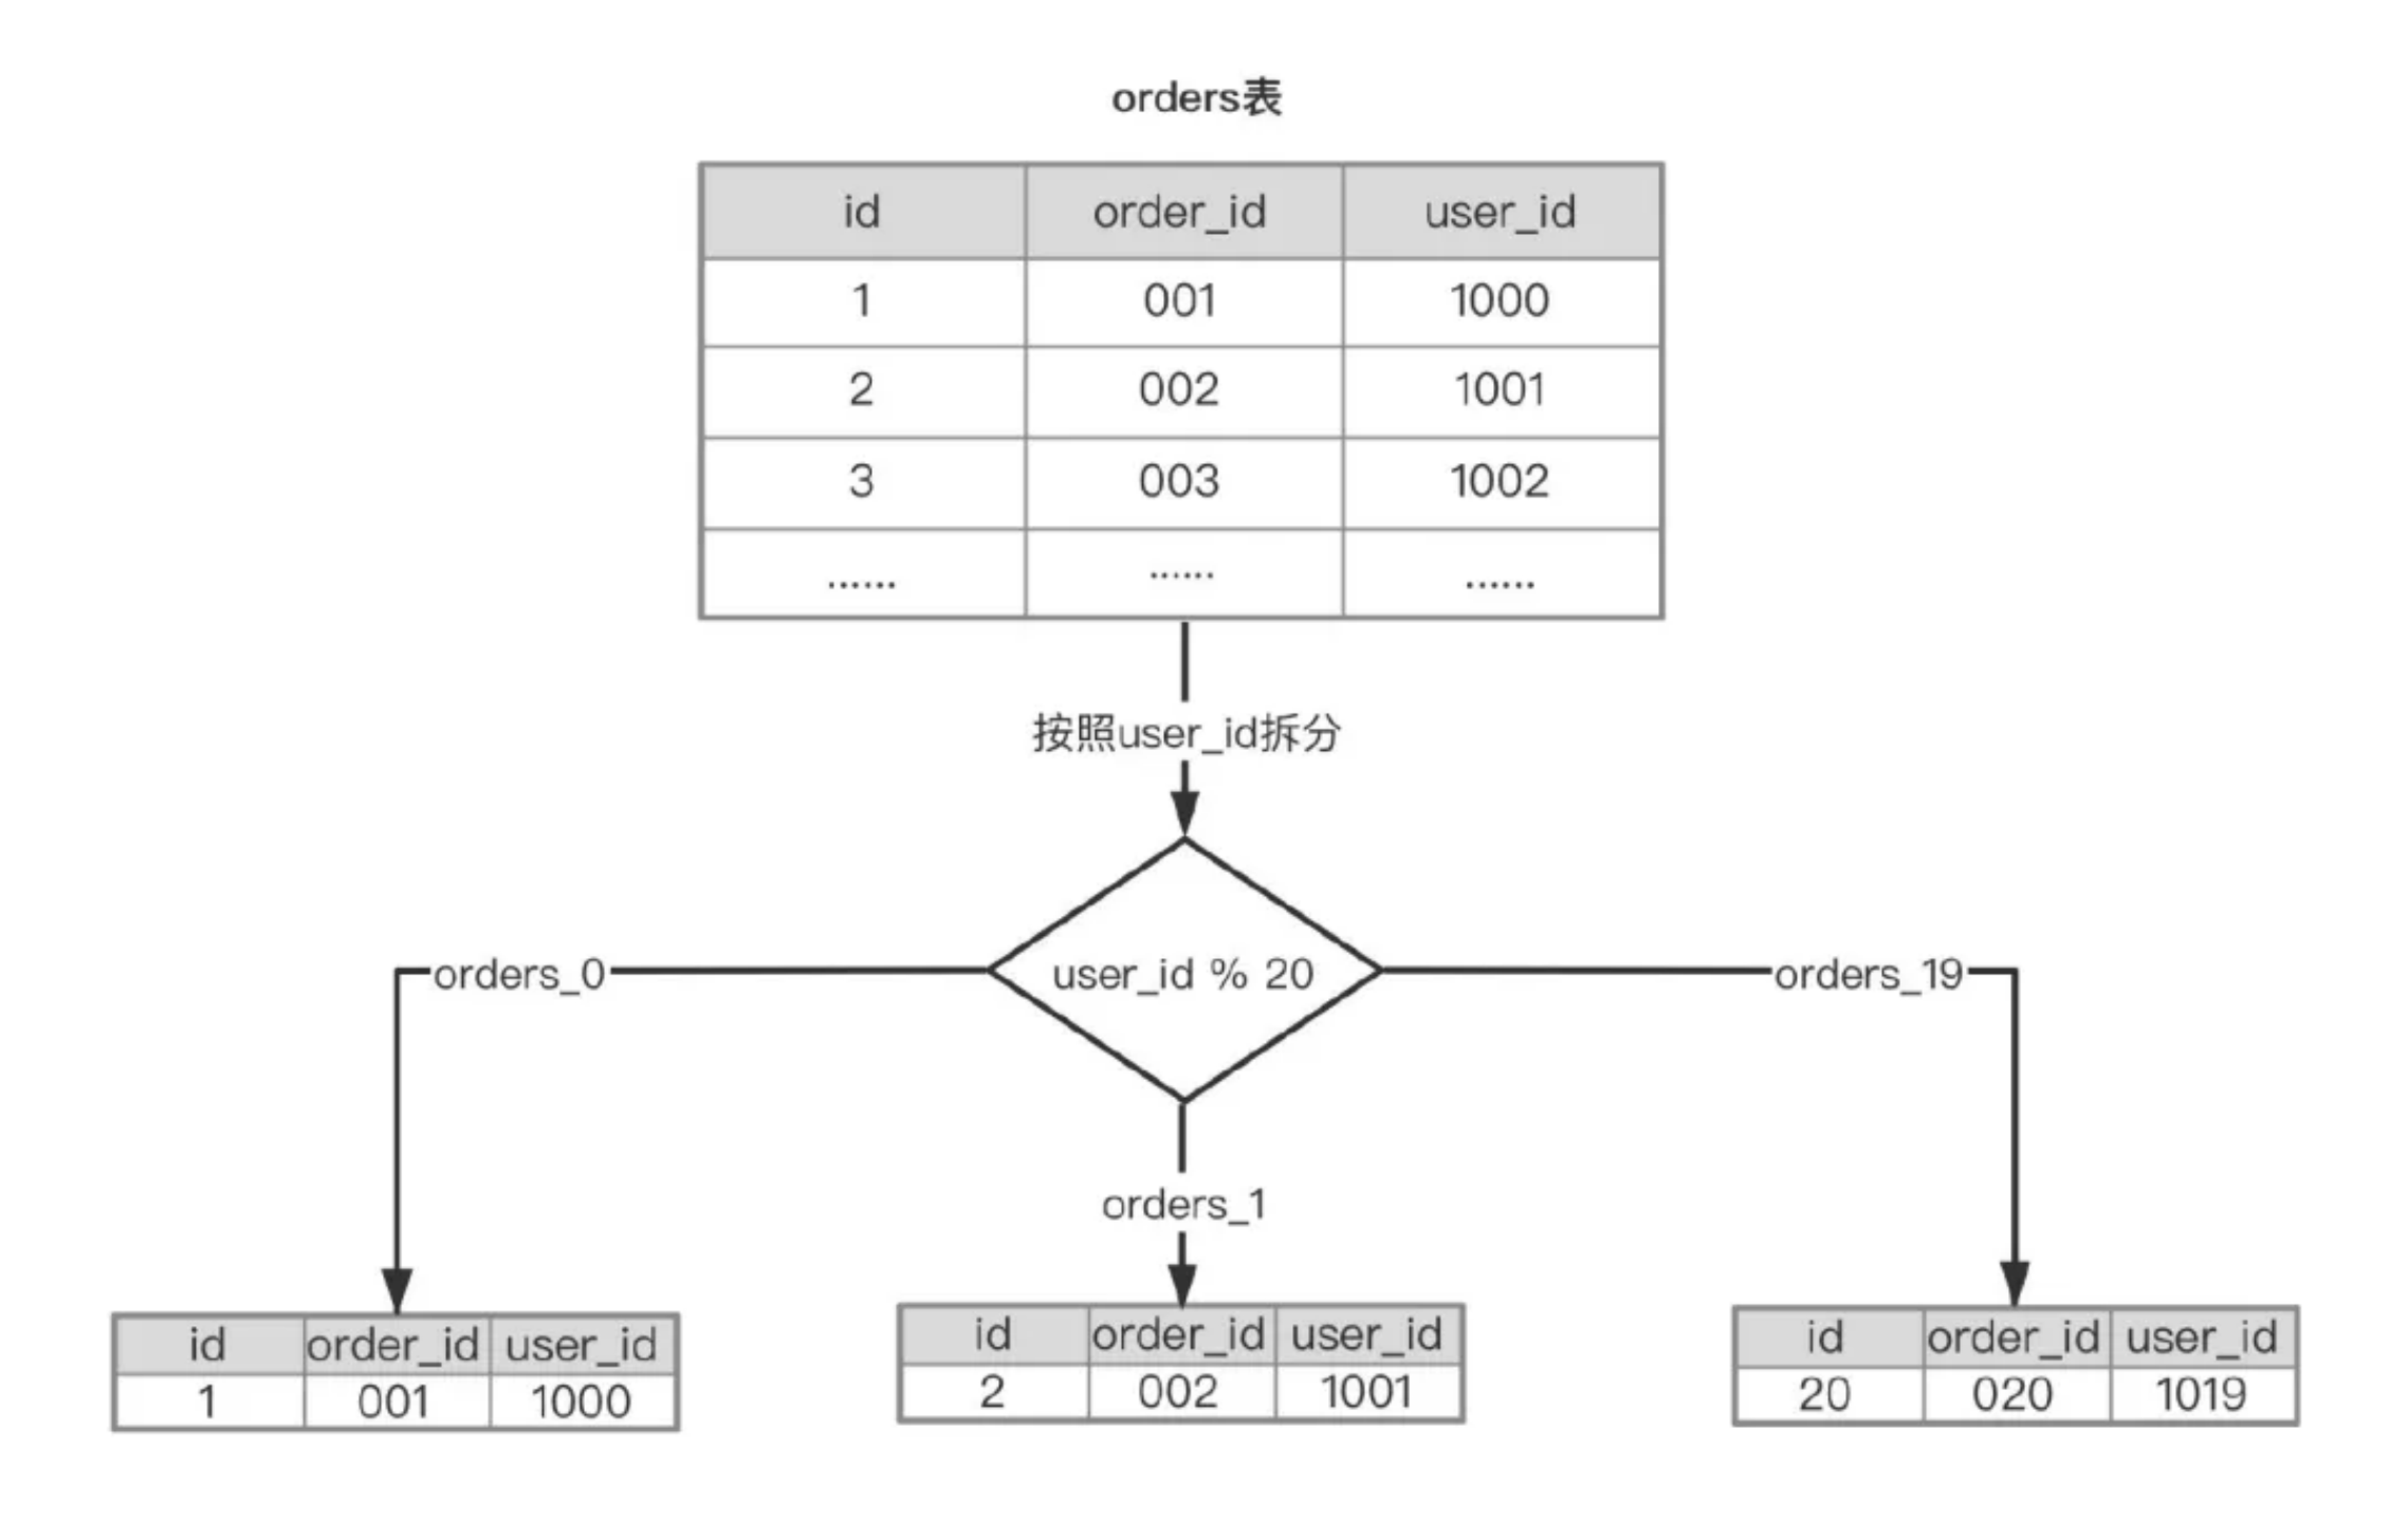 orders表
id order_id user_id
1 001 1000
2 002 1001
3 003 1002
...... ...... ......
按照user_id拆分
user_id % 20
orders_0
orders_19
orders_1
id order_id user_id
1 001 1000
id order_id user_id
2 002 1001
id order_id user_id
20 020 1019